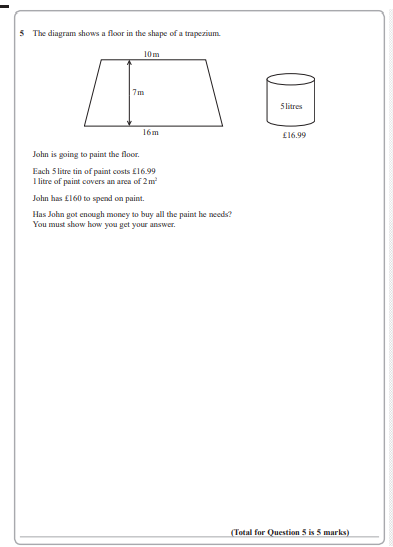 5 The diagram shows a floor in the shape of a trapezium.
10 m
7 m
5 litres
16 m
£16.99
John is going to paint the floor.
Each 5 litre tin of paint costs £16.99
1 litre of paint covers an area of 2 m²
John has £160 to spend on paint.
Has John got enough money to buy all the paint he needs?
You must show how you get your answer.
(Total for Question 5 is 5 marks)